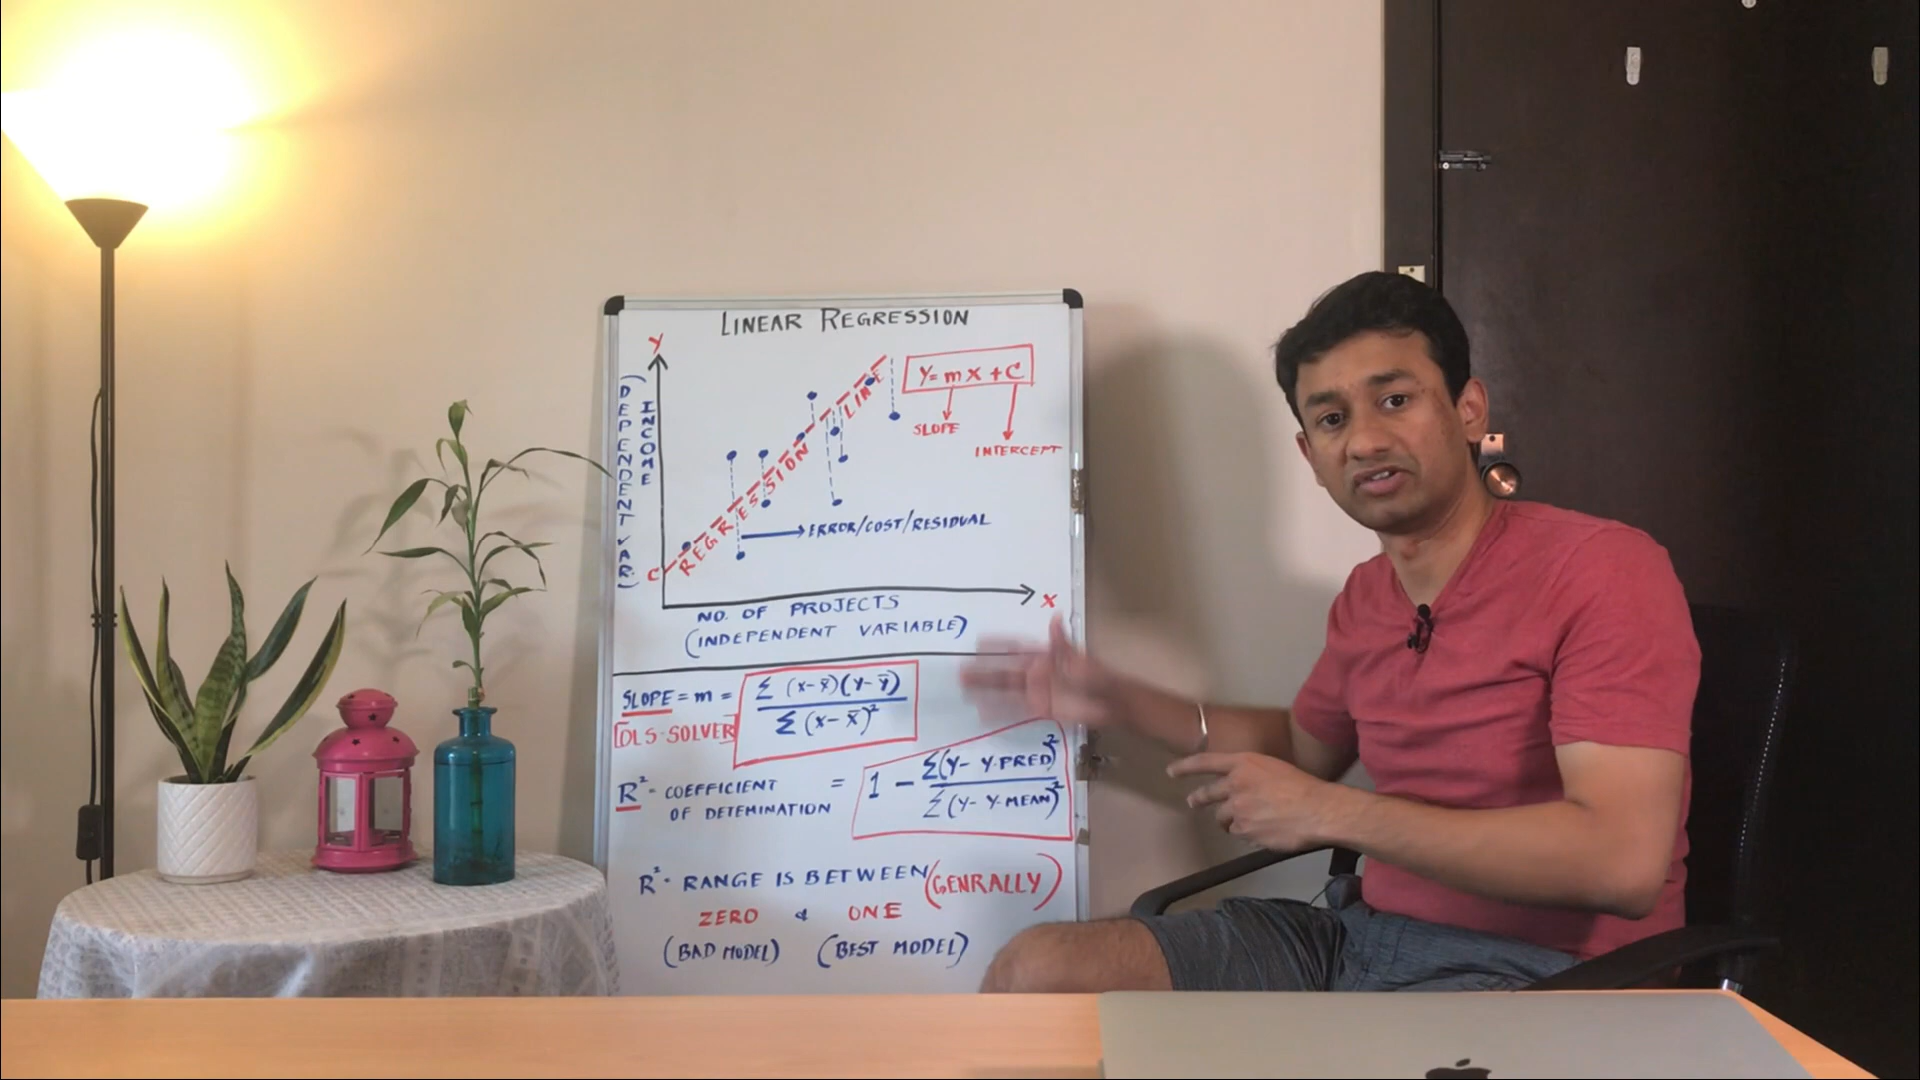 LINEAR REGRESSION
Y
(DEPENDENT VAR.)
INCOME
REGRESSION LINE
Y=mx+C
SLOPE
INTERCEPT
ERROR/COST/RESIDUAL
C
X
NO. OF PROJECTS
(INDEPENDENT VARIABLE)
SLOPE = m = Σ (x-x̄)(y-ȳ)
Σ (x-x̄)²
[OLS-SOLVER]
R² - COEFFICIENT = 1 - Σ(Y- Y.PRED)²
OF DETEMINATION Σ(Y- Y.MEAN)²
R² - RANGE IS BETWEEN (GENRALLY)
ZERO & ONE
(BAD MODEL) (BEST MODEL)